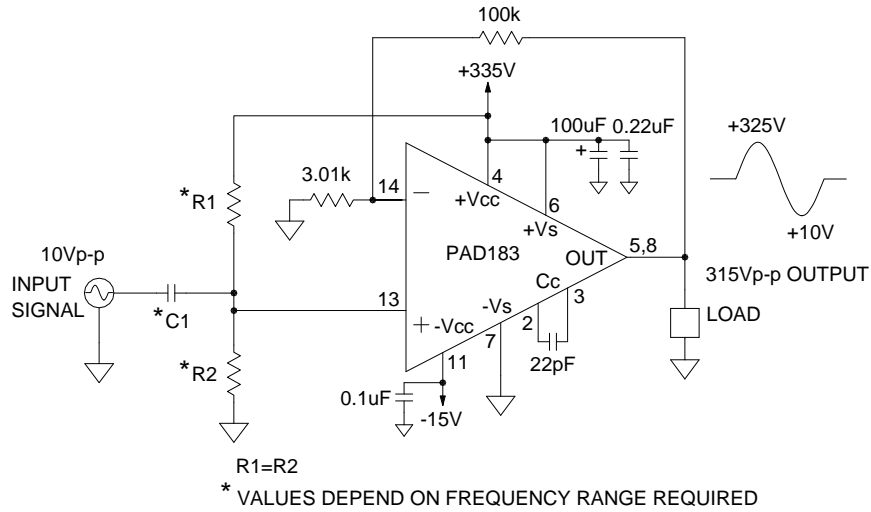 100k
+335V
100uF
0.22uF
+
+325V
3.01k
14
−
4
+Vcc
6
+Vs
*R1
+10V
PAD183
OUT
5,8
10Vp-p
INPUT
SIGNAL
315Vp-p OUTPUT
Cc
3
*C1
13
+
-Vcc
-Vs
2
LOAD
*R2
11
7
22pF
0.1uF
-15V
R1=R2
* VALUES DEPEND ON FREQUENCY RANGE REQUIRED